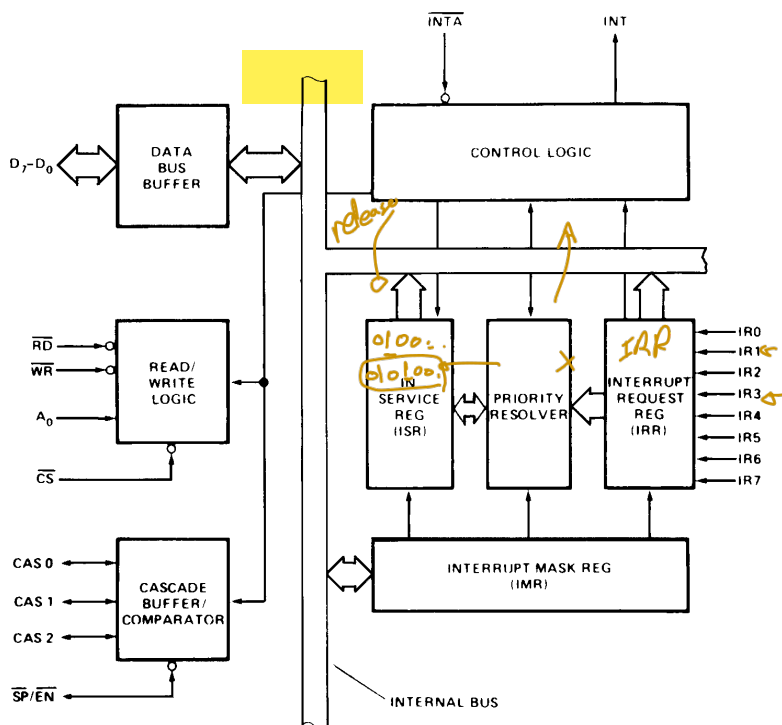 INTA
INT
DATA
BUS
BUFFER
D7-D0
CONTROL LOGIC
release
RD
WR
A0
CS
READ/
WRITE
LOGIC
0100..
010100.
IN
SERVICE
REG
(ISR)
PRIORITY
RESOLVER
X
IRR
INTERRUPT
REQUEST
REG
(IRR)
IR0
IR1
IR2
IR3
IR4
IR5
IR6
IR7
INTERRUPT MASK REG
(IMR)
CAS 0
CAS 1
CAS 2
CASCADE
BUFFER/
COMPARATOR
SP/EN
INTERNAL BUS